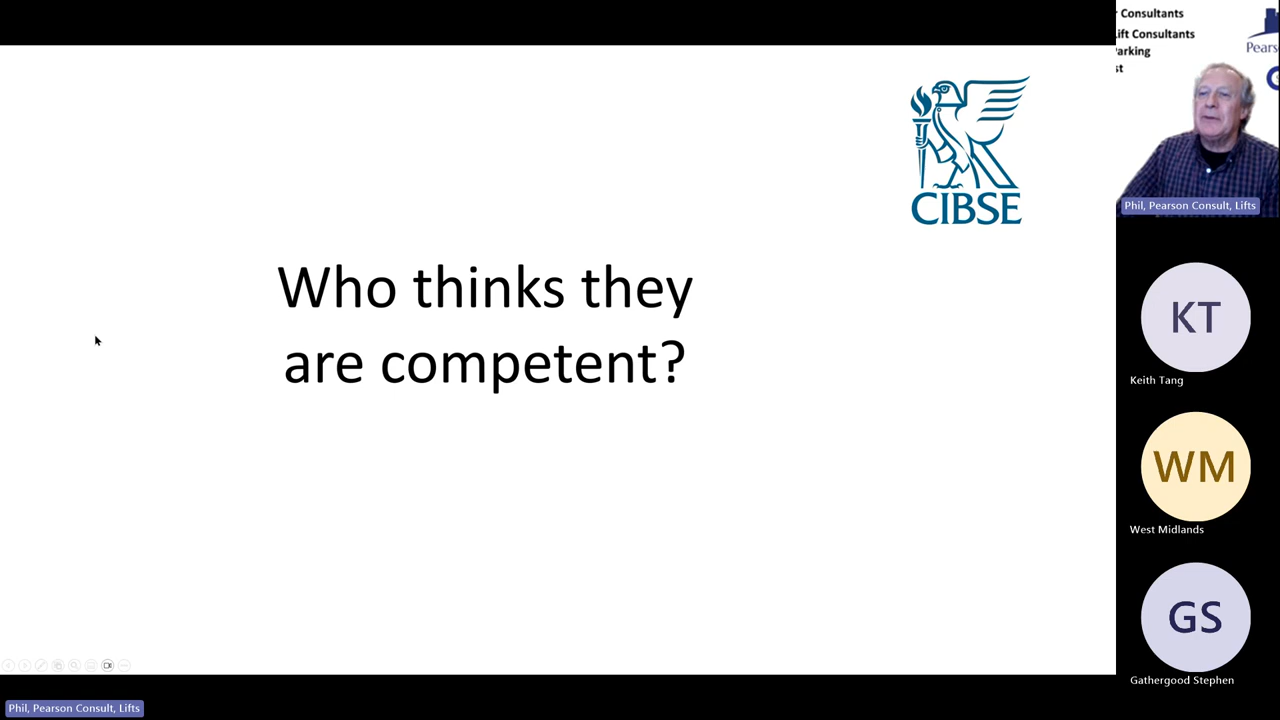 CIBSE
Who thinks they
are competent?
Consultants
Lift Consultants
Parking
Pears
Phil, Pearson Consult, Lifts
KT
Keith Tang
WM
West Midlands
GS
Gathergood Stephen
Phil, Pearson Consult, Lifts